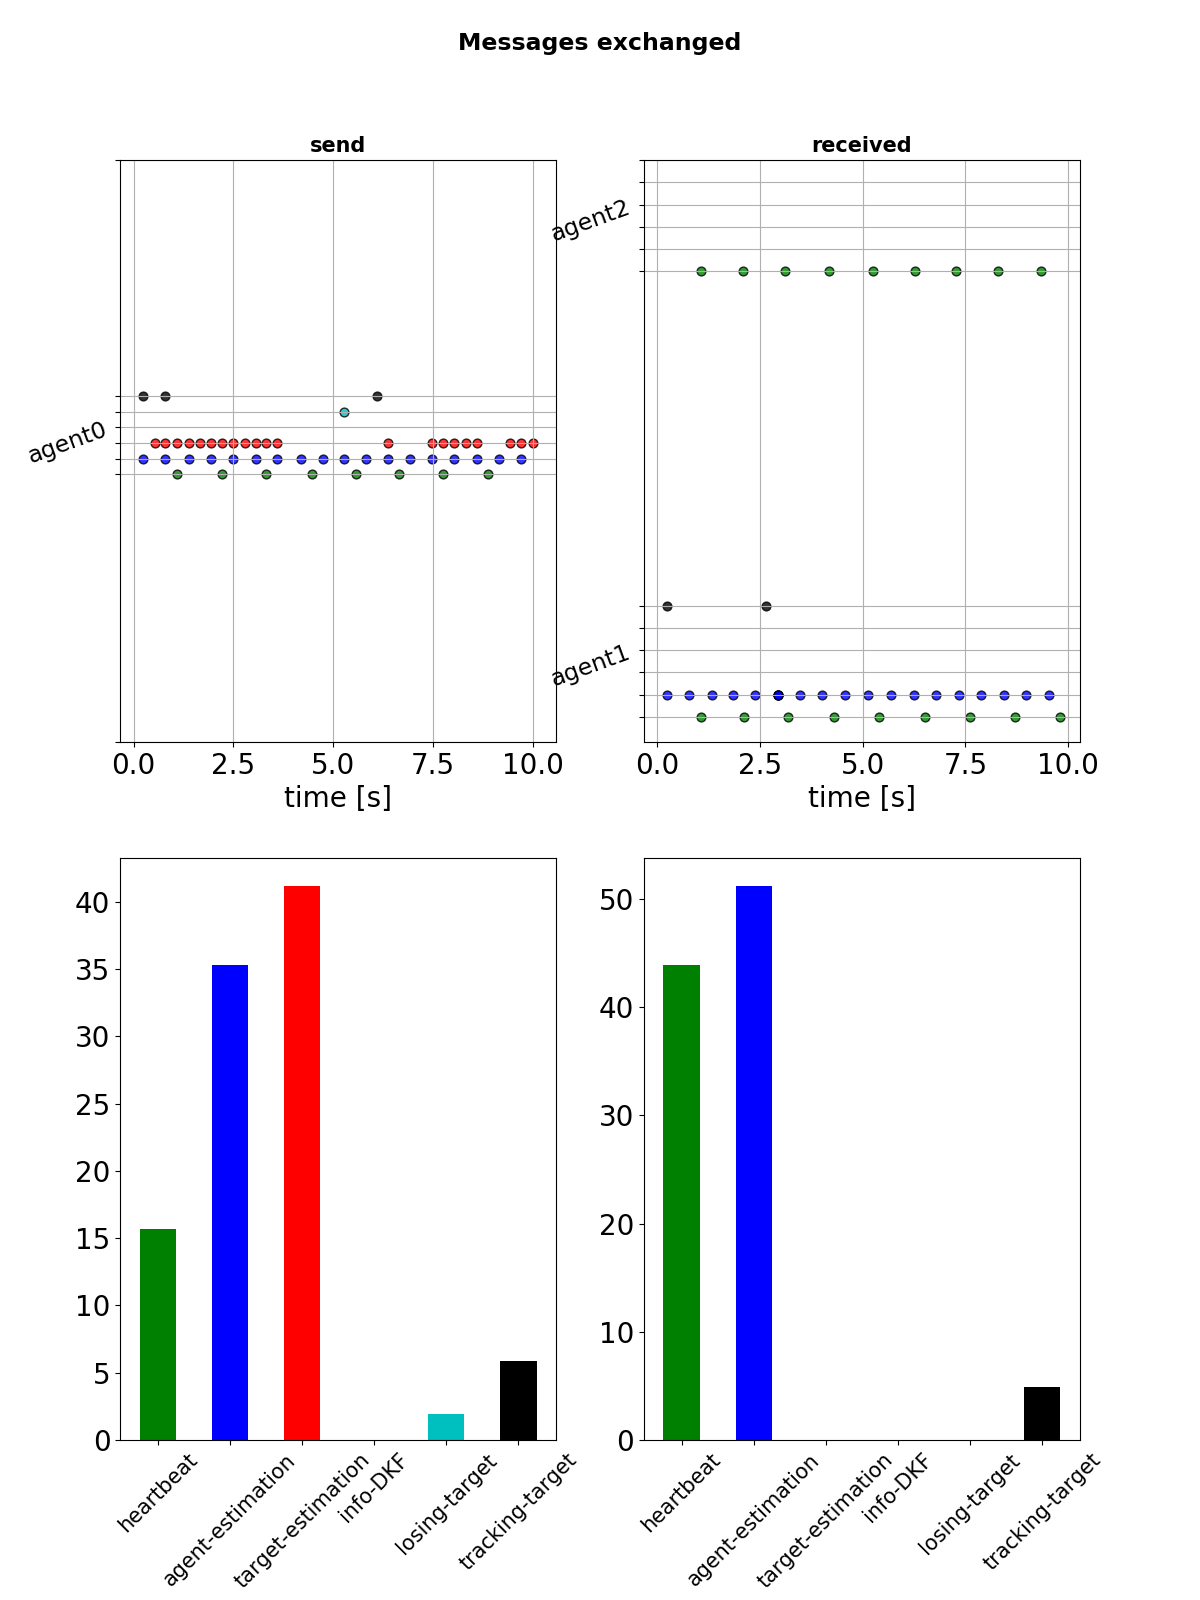 Messages exchanged
send
received
agent0
agent2
agent1
0.0 2.5 5.0 7.5 10.0
time [s]
0.0 2.5 5.0 7.5 10.0
time [s]
40
35
30
25
20
15
10
5
0
heartbeat
agent-estimation
target-estimation
info-DKF
losing-target
tracking-target
50
40
30
20
10
0
heartbeat
agent-estimation
target-estimation
info-DKF
losing-target
tracking-target